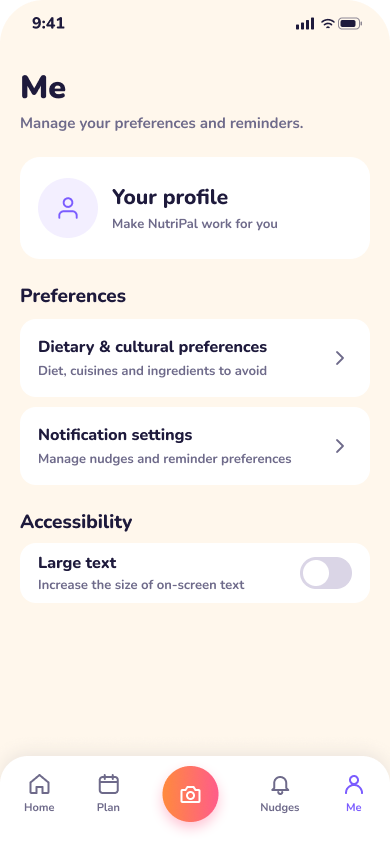 9:41
Me
Manage your preferences and reminders.
Your profile
Make NutriPal work for you
Preferences
Dietary & cultural preferences
Diet, cuisines and ingredients to avoid
Notification settings
Manage nudges and reminder preferences
Accessibility
Large text
Increase the size of on-screen text
Home
Plan
Nudges
Me